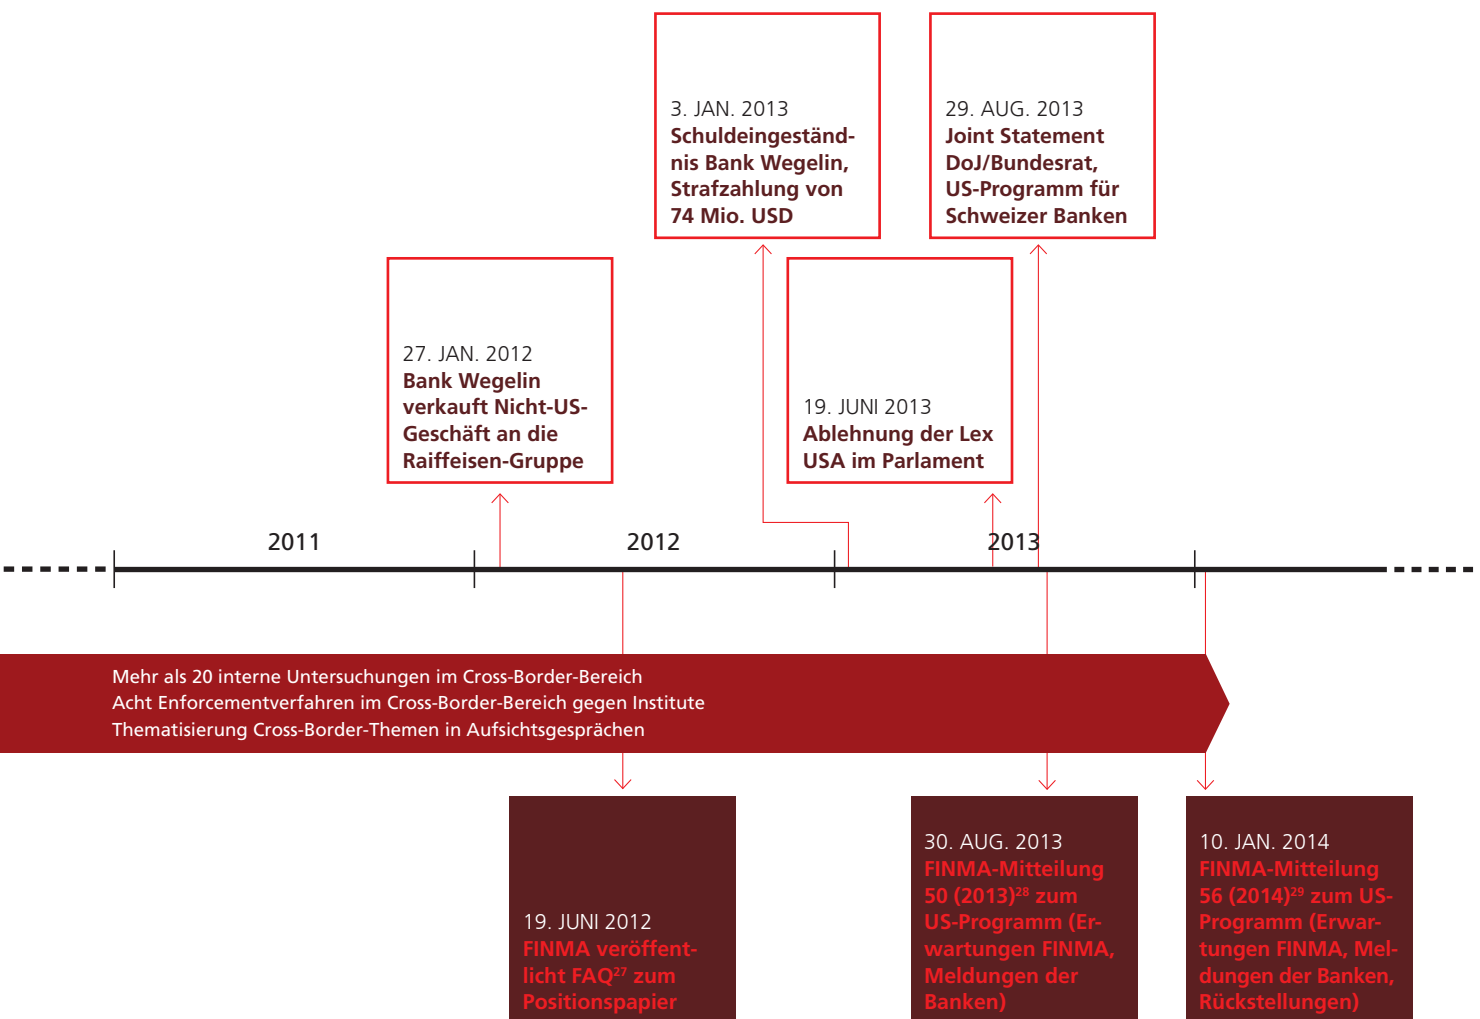 3. JAN. 2013
Schuldeingeständ-
nis Bank Wegelin,
Strafzahlung von
74 Mio. USD
29. AUG. 2013
Joint Statement
DoJ/Bundesrat,
US-Programm für
Schweizer Banken
27. JAN. 2012
Bank Wegelin
verkauft Nicht-US-
Geschäft an die
Raiffeisen-Gruppe
19. JUNI 2013
Ablehnung der Lex
USA im Parlament
2011
2012
2013
Mehr als 20 interne Untersuchungen im Cross-Border-Bereich
Acht Enforcementverfahren im Cross-Border-Bereich gegen Institute
Thematisierung Cross-Border-Themen in Aufsichtsgesprächen
19. JUNI 2012
FINMA veröffent-
licht FAQ²⁷ zum
Positionspapier
30. AUG. 2013
FINMA-Mitteilung
50 (2013)²⁸ zum
US-Programm (Er-
wartungen FINMA,
Meldungen der
Banken)
10. JAN. 2014
FINMA-Mitteilung
56 (2014)²⁹ zum US-
Programm (Erwar-
tungen FINMA, Mel-
dungen der Banken,
Rückstellungen)